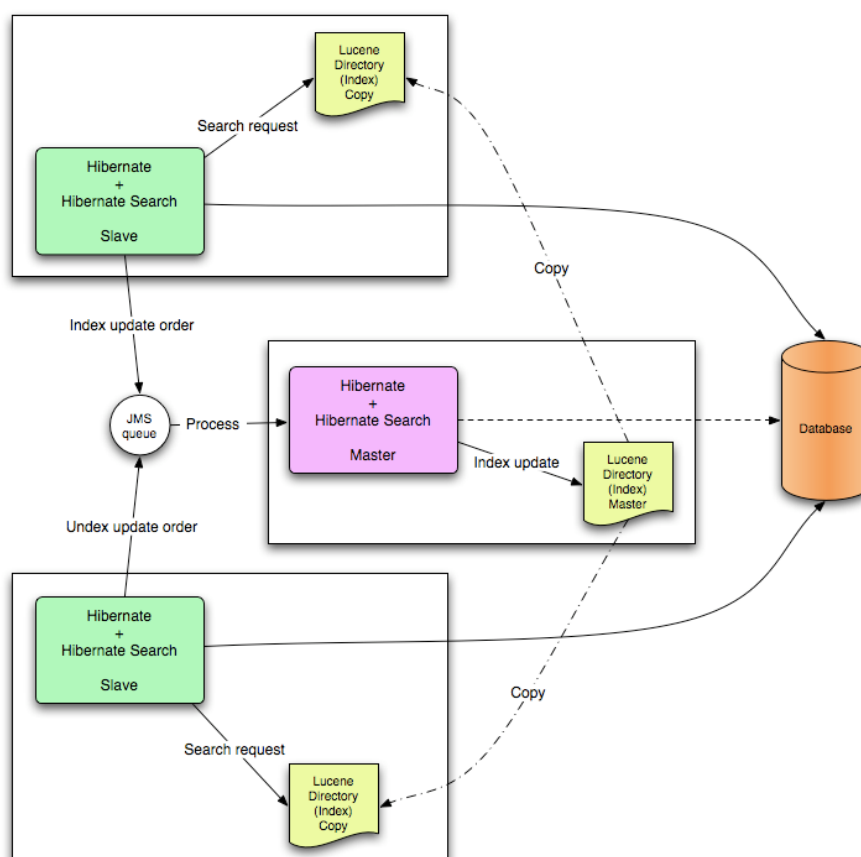 Lucene
Directory
(Index)
Copy
Search request
Hibernate
+
Hibernate Search
Slave
Copy
Index update order
Hibernate
+
Hibernate Search
Master
JMS
queue
Process
Database
Index update
Lucene
Directory
(Index)
Master
Undex update order
Hibernate
+
Hibernate Search
Slave
Copy
Search request
Lucene
Directory
(Index)
Copy